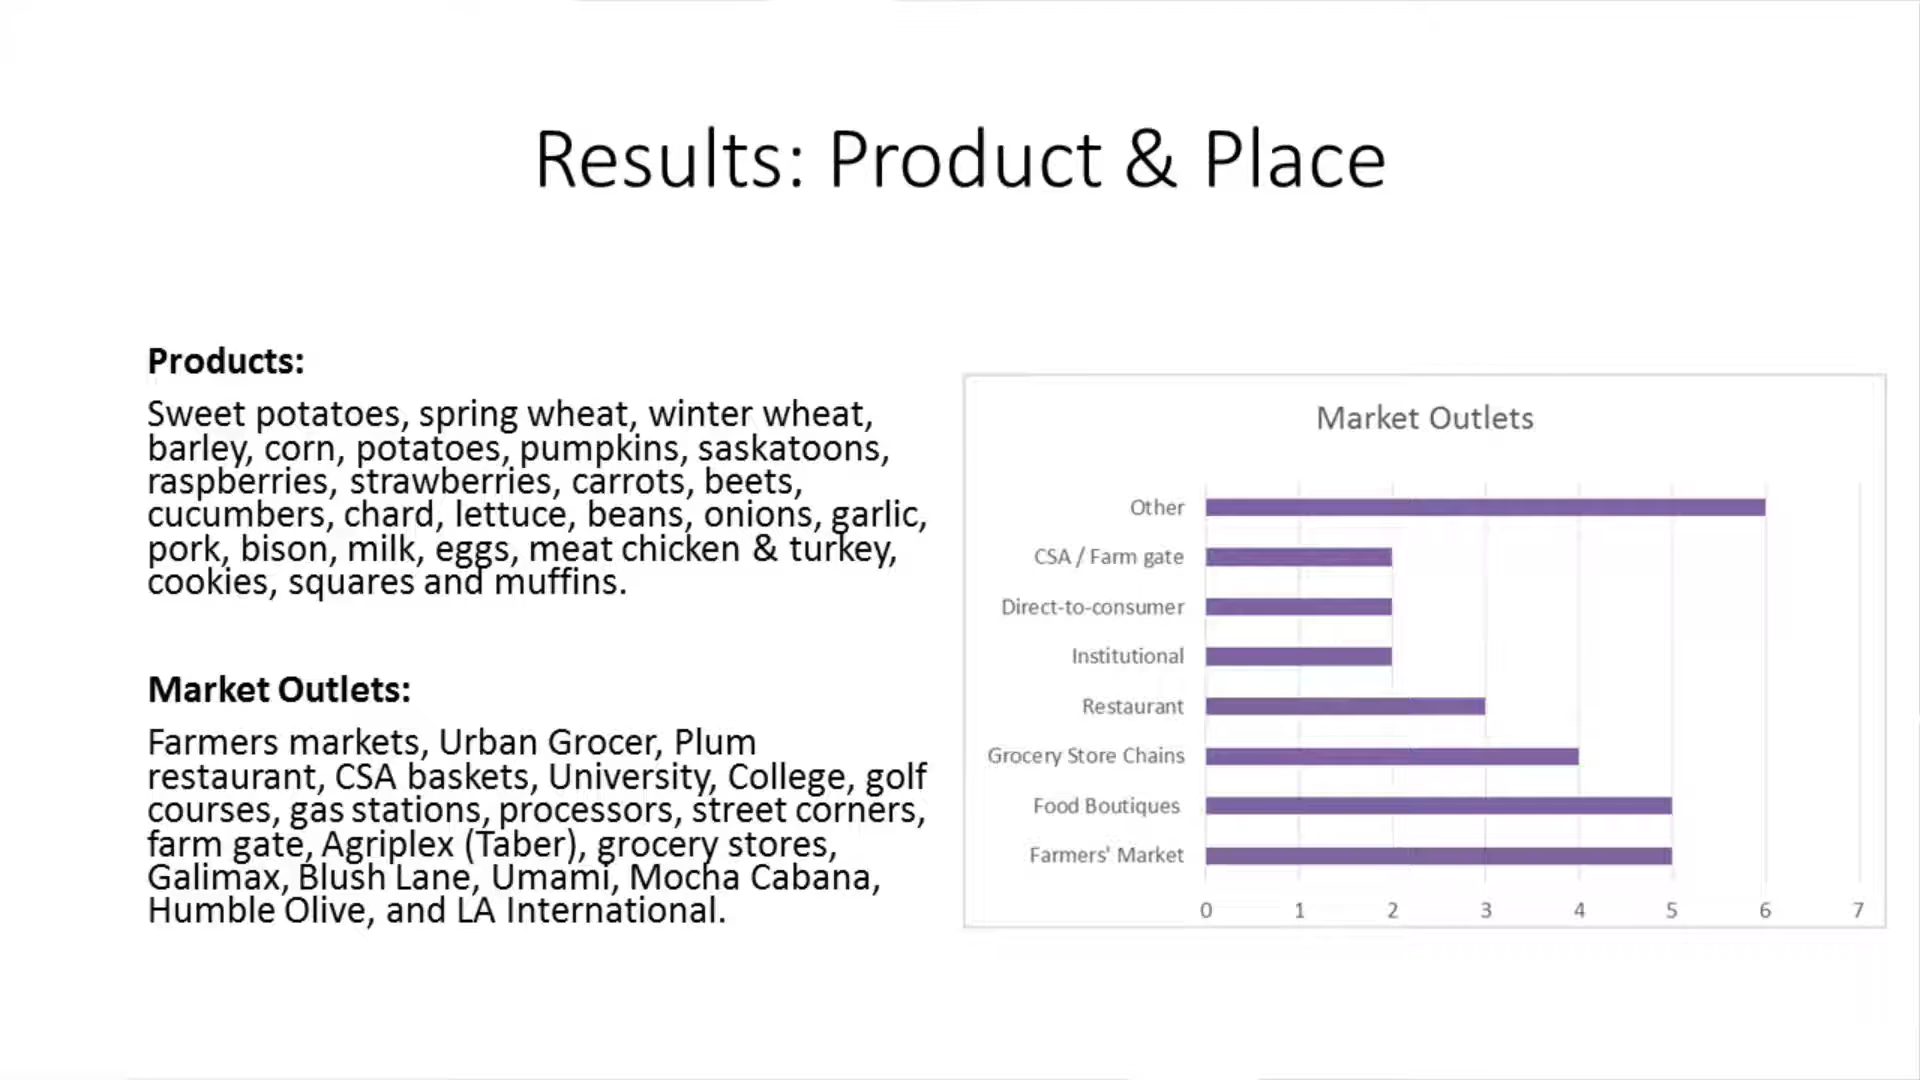 Results: Product & Place
Products:
Sweet potatoes, spring wheat, winter wheat,
barley, corn, potatoes, pumpkins, saskatoons,
raspberries, strawberries, carrots, beets,
cucumbers, chard, lettuce, beans, onions, garlic,
pork, bison, milk, eggs, meat chicken & turkey,
cookies, squares and muffins.
Market Outlets:
Farmers markets, Urban Grocer, Plum
restaurant, CSA baskets, University, College, golf
courses, gas stations, processors, street corners,
farm gate, Agriplex (Taber), grocery stores,
Galimax, Blush Lane, Umami, Mocha Cabana,
Humble Olive, and LA International.
Market Outlets
Other
CSA / Farm gate
Direct-to-consumer
Institutional
Restaurant
Grocery Store Chains
Food Boutiques
Farmers' Market
0 1 2 3 4 5 6 7